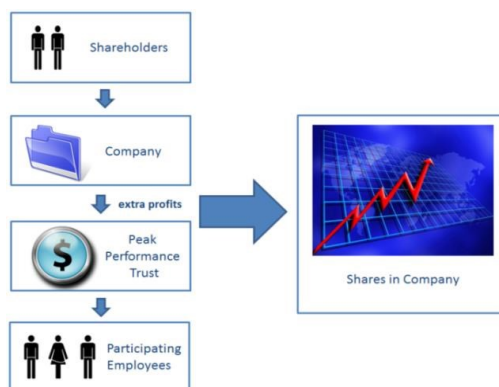 Shareholders
Company
extra profits
$
Peak
Performance
Trust
Participating
Employees
Shares in Company